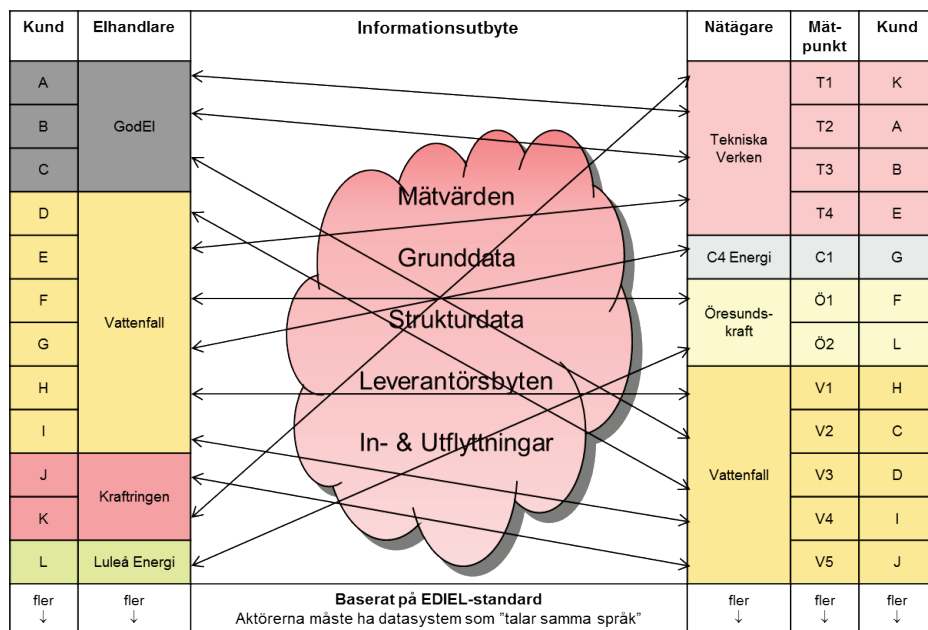 Kund Elhandlare Informationsutbyte Nätägare Mät-punkt Kund
A GodEl T1 K
B T2 A
C Tekniska Verken T3 B
D T4 E
E C4 Energi C1 G
F Vattenfall Öresunds-kraft Ö1 F
G Ö2 L
H V1 H
I V2 C
J Kraftringen Vattenfall V3 D
K V4 I
L Luleå Energi V5 J
Mätvärden
Grunddata
Strukturdata
Leverantörsbyten
In- & Utflyttningar
fler ↓ fler ↓ fler ↓ fler ↓ fler ↓
Baserat på EDIEL-standard
Aktörerna måste ha datasystem som ”talar samma språk”